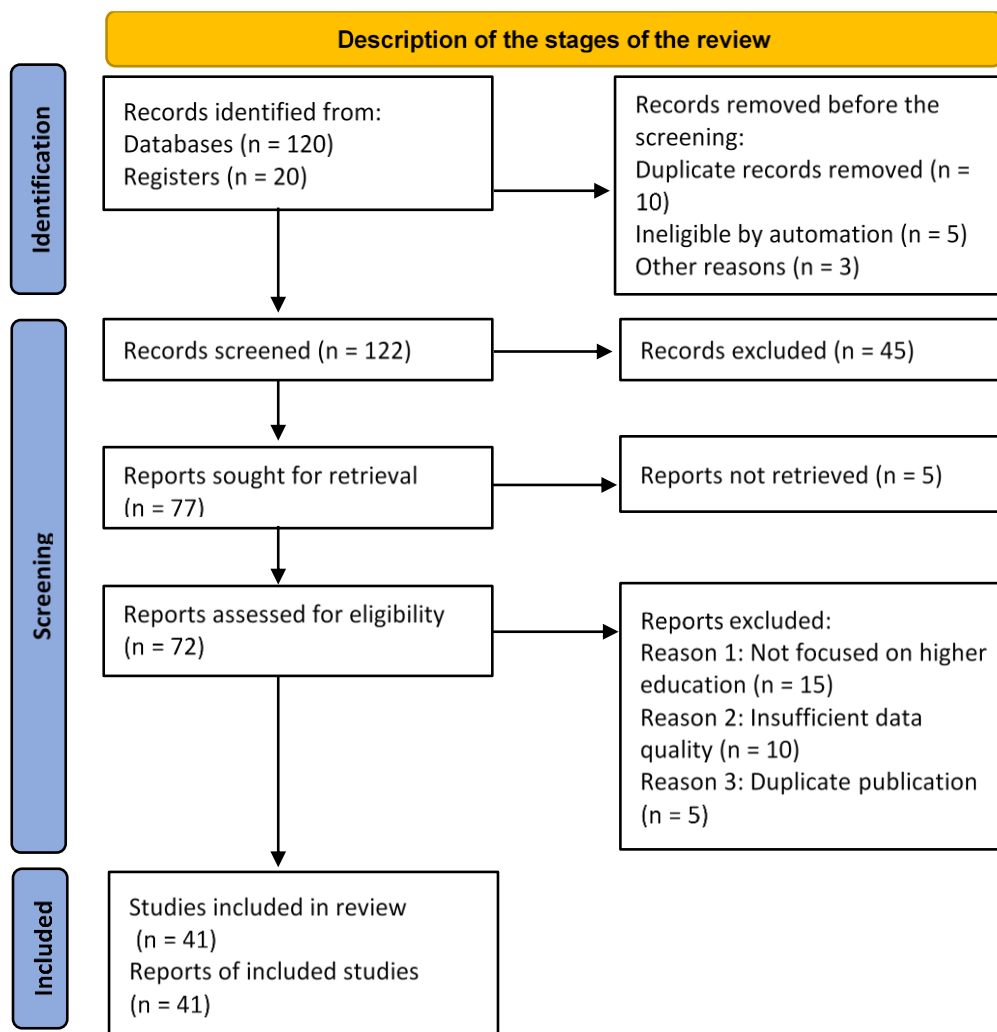 Description of the stages of the review
Identification
Records identified from:
Databases (n = 120)
Registers (n = 20)
Records removed before the
screening:
Duplicate records removed (n =
10)
Ineligible by automation (n = 5)
Other reasons (n = 3)
Screening
Records screened (n = 122)
Records excluded (n = 45)
Reports sought for retrieval
(n = 77)
Reports not retrieved (n = 5)
Reports assessed for eligibility
(n = 72)
Reports excluded:
Reason 1: Not focused on higher
education (n = 15)
Reason 2: Insufficient data
quality (n = 10)
Reason 3: Duplicate publication
(n = 5)
Included
Studies included in review
(n = 41)
Reports of included studies
(n = 41)